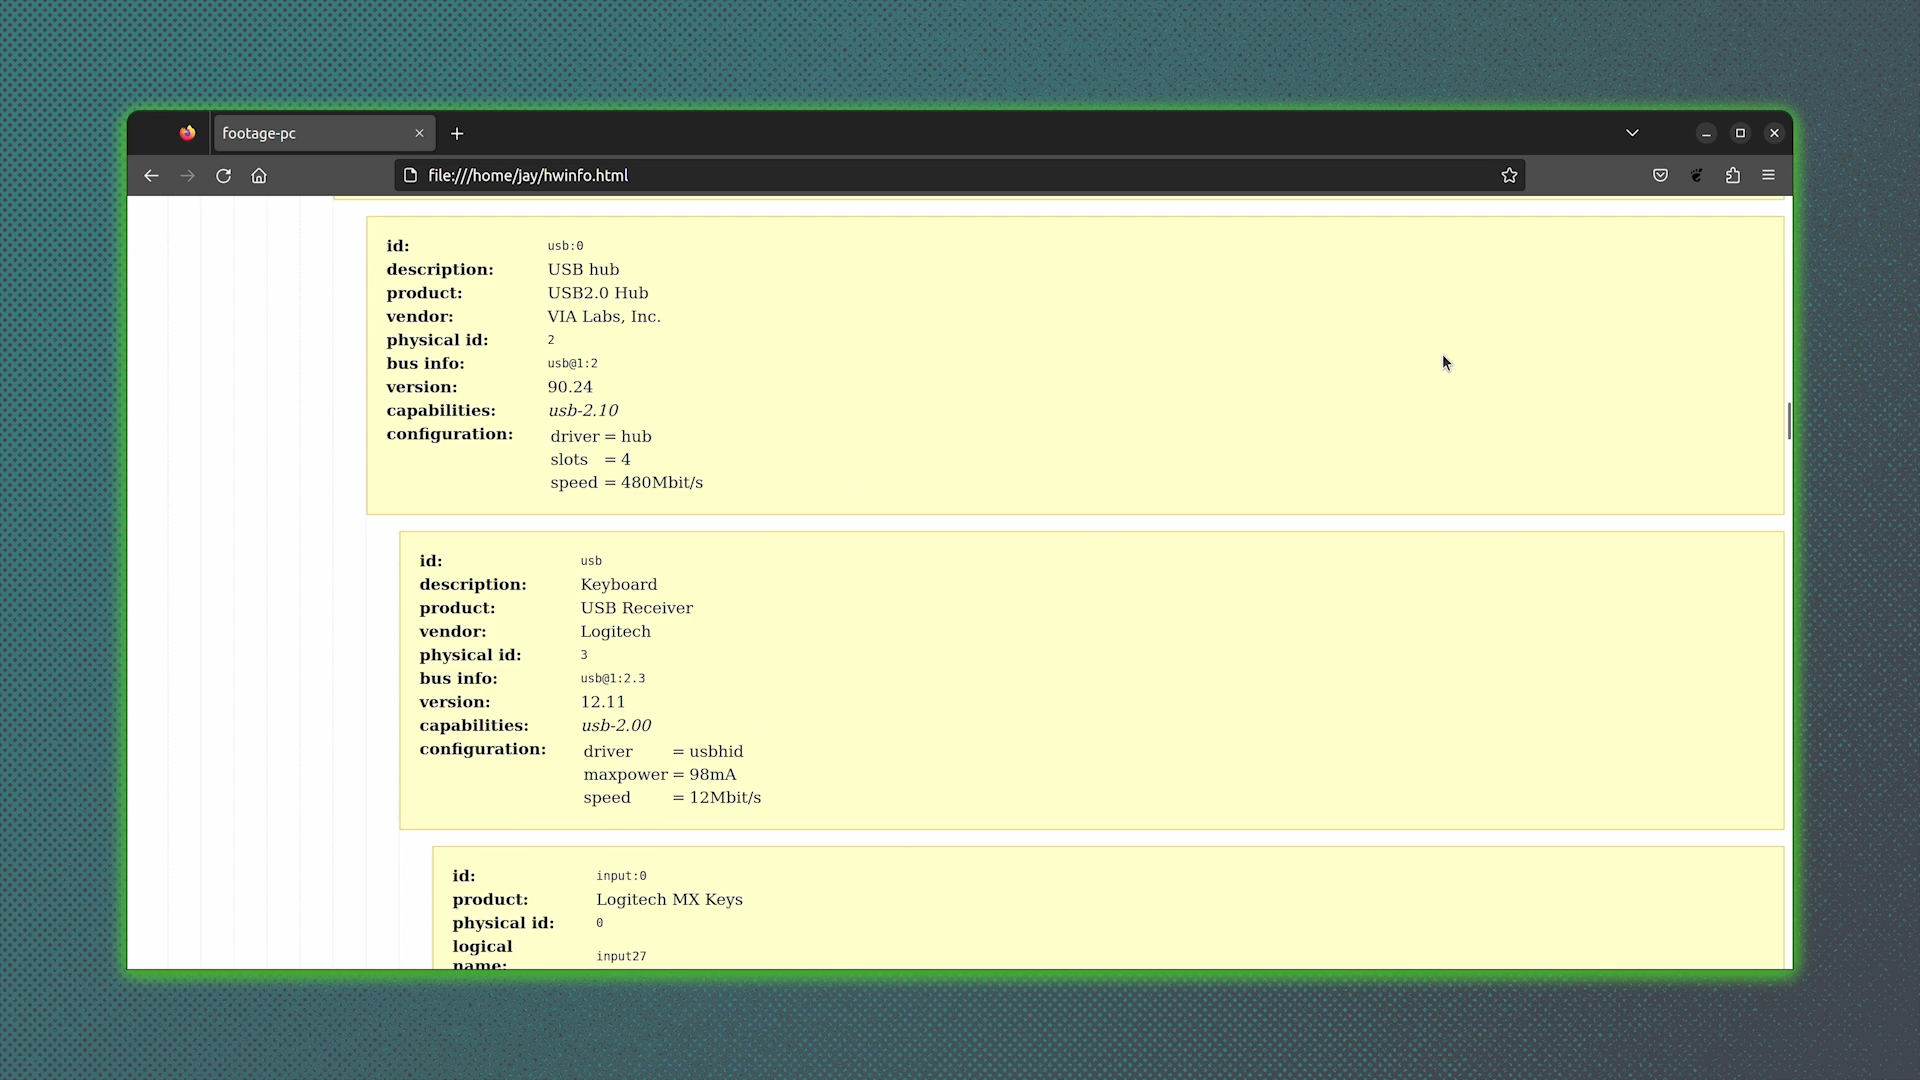 footage-pc
file:///home/jay/hwinfo.html
id: usb:0
description: USB hub
product: USB2.0 Hub
vendor: VIA Labs, Inc.
physical id: 2
bus info: usb@1:2
version: 90.24
capabilities: usb-2.10
configuration: driver = hub
slots = 4
speed = 480Mbit/s
id: usb
description: Keyboard
product: USB Receiver
vendor: Logitech
physical id: 3
bus info: usb@1:2.3
version: 12.11
capabilities: usb-2.00
configuration: driver = usbhid
maxpower = 98mA
speed = 12Mbit/s
id: input:0
product: Logitech MX Keys
physical id: 0
logical
name: input27